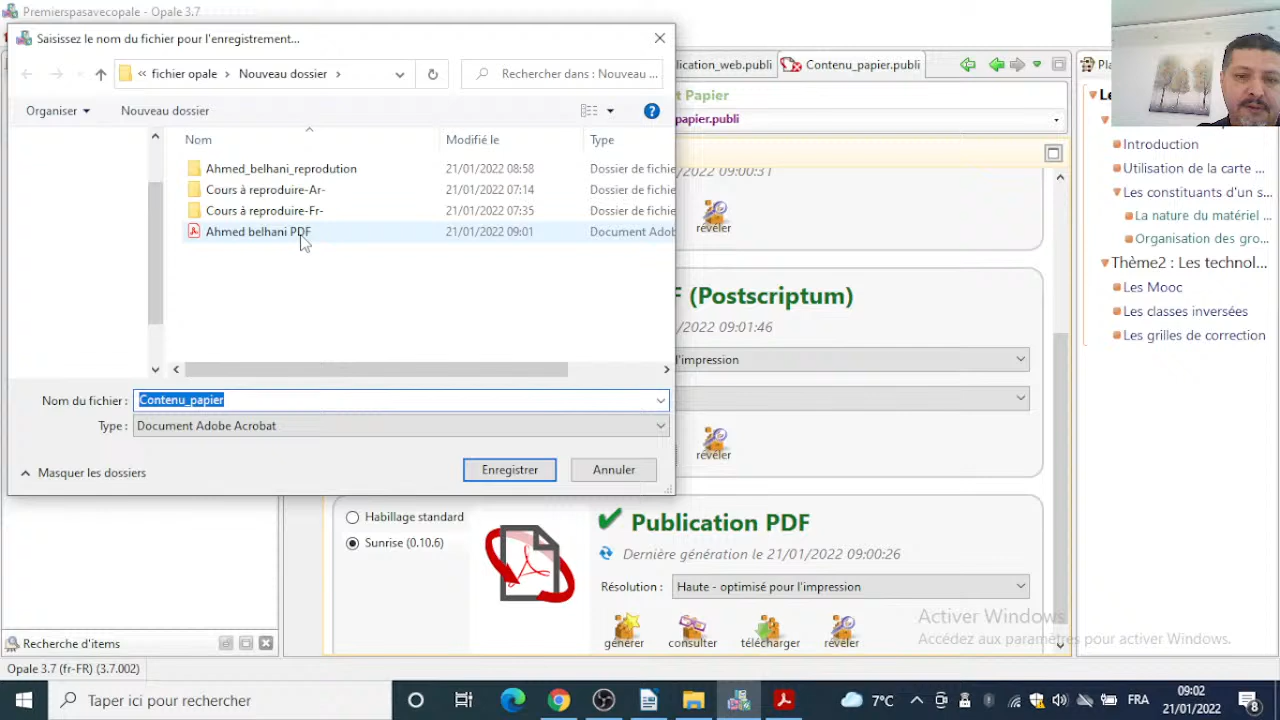 Premierspasavecopale - Opale 3.7
Saisissez le nom du fichier pour l'enregistrement...
« fichier opale > Nouveau dossier >
Rechercher dans : Nouveau ...
Organiser
Nouveau dossier
Nom
Modifié le
Type
Ahmed_belhani_reprodution
21/01/2022 08:58
Dossier de fichie
Cours à reproduire-Ar-
21/01/2022 07:14
Dossier de fichie
Cours à reproduire-Fr-
21/01/2022 07:35
Dossier de fichie
Ahmed belhani PDF
21/01/2022 09:01
Document Adob
Nom du fichier :
Contenu_papier
Type :
Document Adobe Acrobat
Masquer les dossiers
Enregistrer
Annuler
lication_web.publi
Contenu_papier.publi
t Papier
papier.publi
/2022 09:00:31
révéler
F (Postscriptum)
/2022 09:01:46
l'impression
révéler
Habillage standard
Sunrise (0.10.6)
Publication PDF
Dernière génération le 21/01/2022 09:00:26
Résolution :
Haute - optimisé pour l'impression
générer
consulter
télécharger
révéler
Pla
Le
Introduction
Utilisation de la carte ...
Les constituants d'un s...
La nature du matériel ...
Organisation des gro...
Thème2 : Les technol...
Les Mooc
Les classes inversées
Les grilles de correction
Activer Windows
Accédez aux paramètres pour activer Windows.
Recherche d'items
Opale 3.7 (fr-FR) (3.7.002)
Taper ici pour rechercher
7°C
FRA
09:02
21/01/2022
8